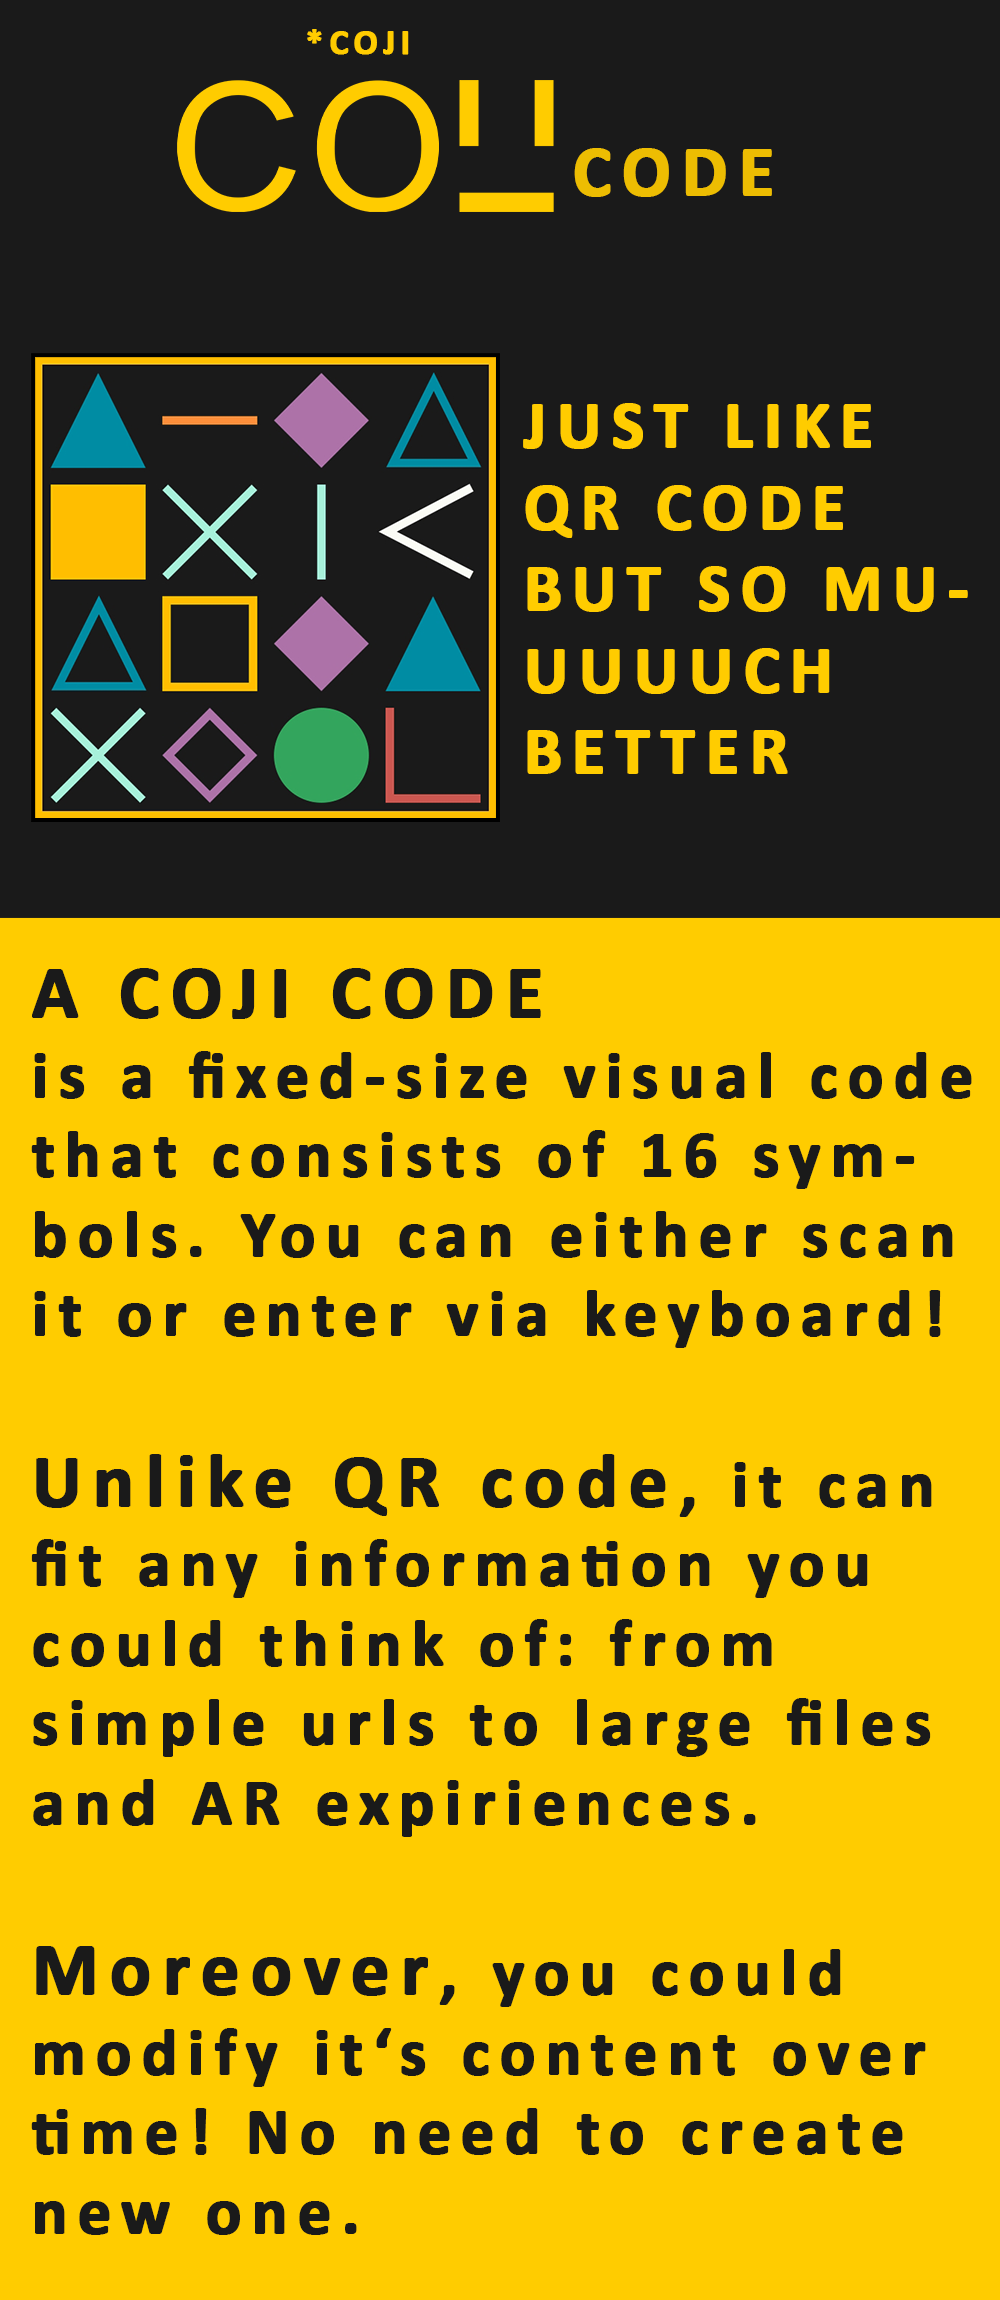 *COJI
COJI CODE
JUST LIKE
QR CODE
BUT SO MU-
UUUUCH
BETTER
A COJI CODE
is a fixed-size visual code
that consists of 16 sym-
bols. You can either scan
it or enter via keyboard!
Unlike QR code, it can
fit any information you
could think of: from
simple urls to large files
and AR expiriences.
Moreover, you could
modify it‘s content over
time! No need to create
new one.